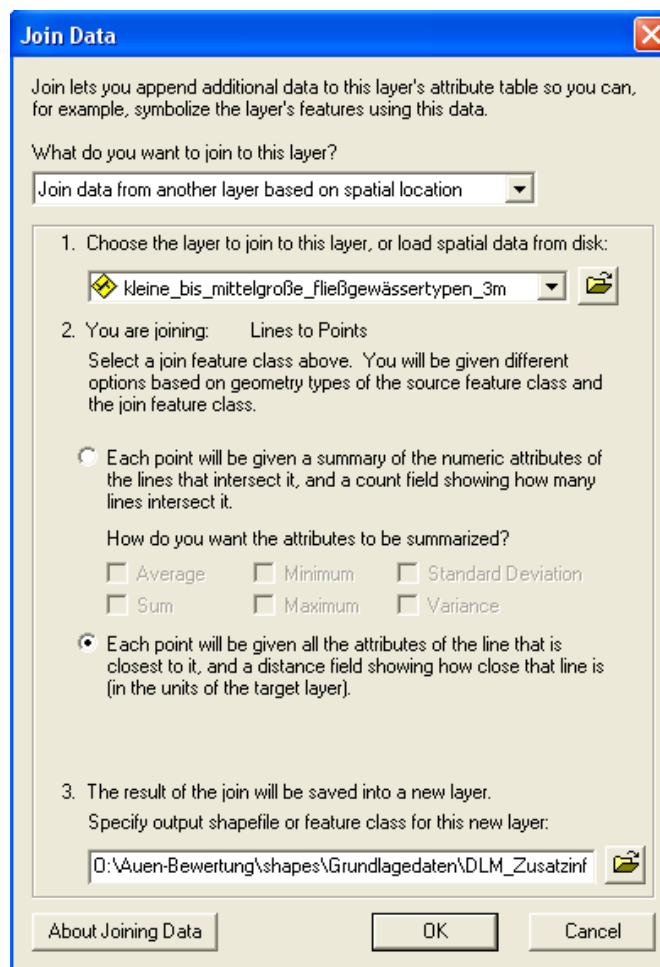 Join Data
Join lets you append additional data to this layer's attribute table so you can,
for example, symbolize the layer's features using this data.
What do you want to join to this layer?
Join data from another layer based on spatial location
1. Choose the layer to join to this layer, or load spatial data from disk:
kleine_bis_mittelgroße_fließgewässertypen_3m
2. You are joining: Lines to Points
Select a join feature class above. You will be given different
options based on geometry types of the source feature class and
the join feature class.
Each point will be given a summary of the numeric attributes of
the lines that intersect it, and a count field showing how many
lines intersect it.
How do you want the attributes to be summarized?
Average Minimum Standard Deviation
Sum Maximum Variance
Each point will be given all the attributes of the line that is
closest to it, and a distance field showing how close that line is
(in the units of the target layer).
3. The result of the join will be saved into a new layer.
Specify output shapefile or feature class for this new layer:
O:\Auen-Bewertung\shapes\Grundlagedaten\DLM_Zusatzinf
About Joining Data OK Cancel